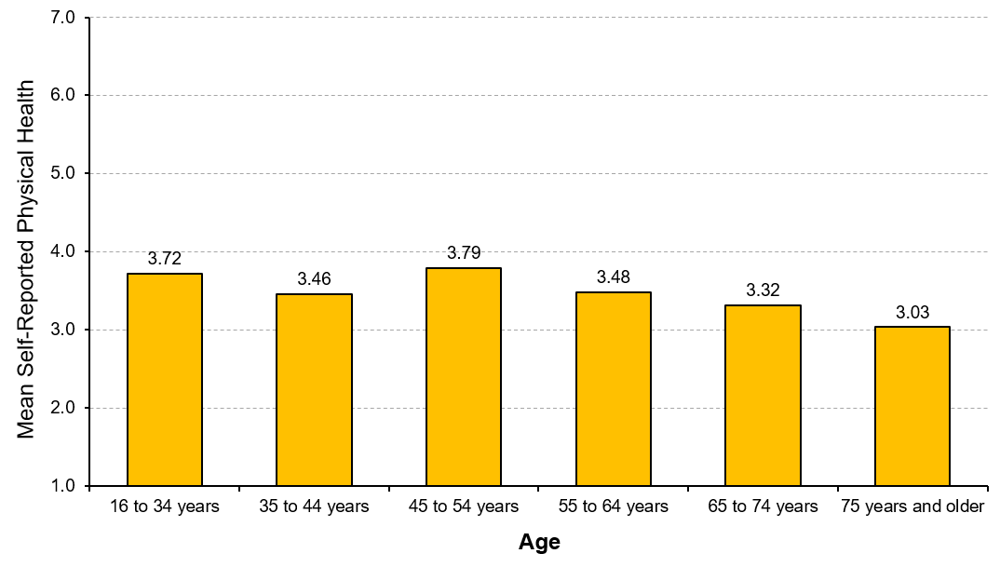 7.0
6.0
5.0
4.0
3.0
2.0
1.0
Mean Self-Reported Physical Health
3.72
3.46
3.79
3.48
3.32
3.03
16 to 34 years
35 to 44 years
45 to 54 years
55 to 64 years
65 to 74 years
75 years and older
Age